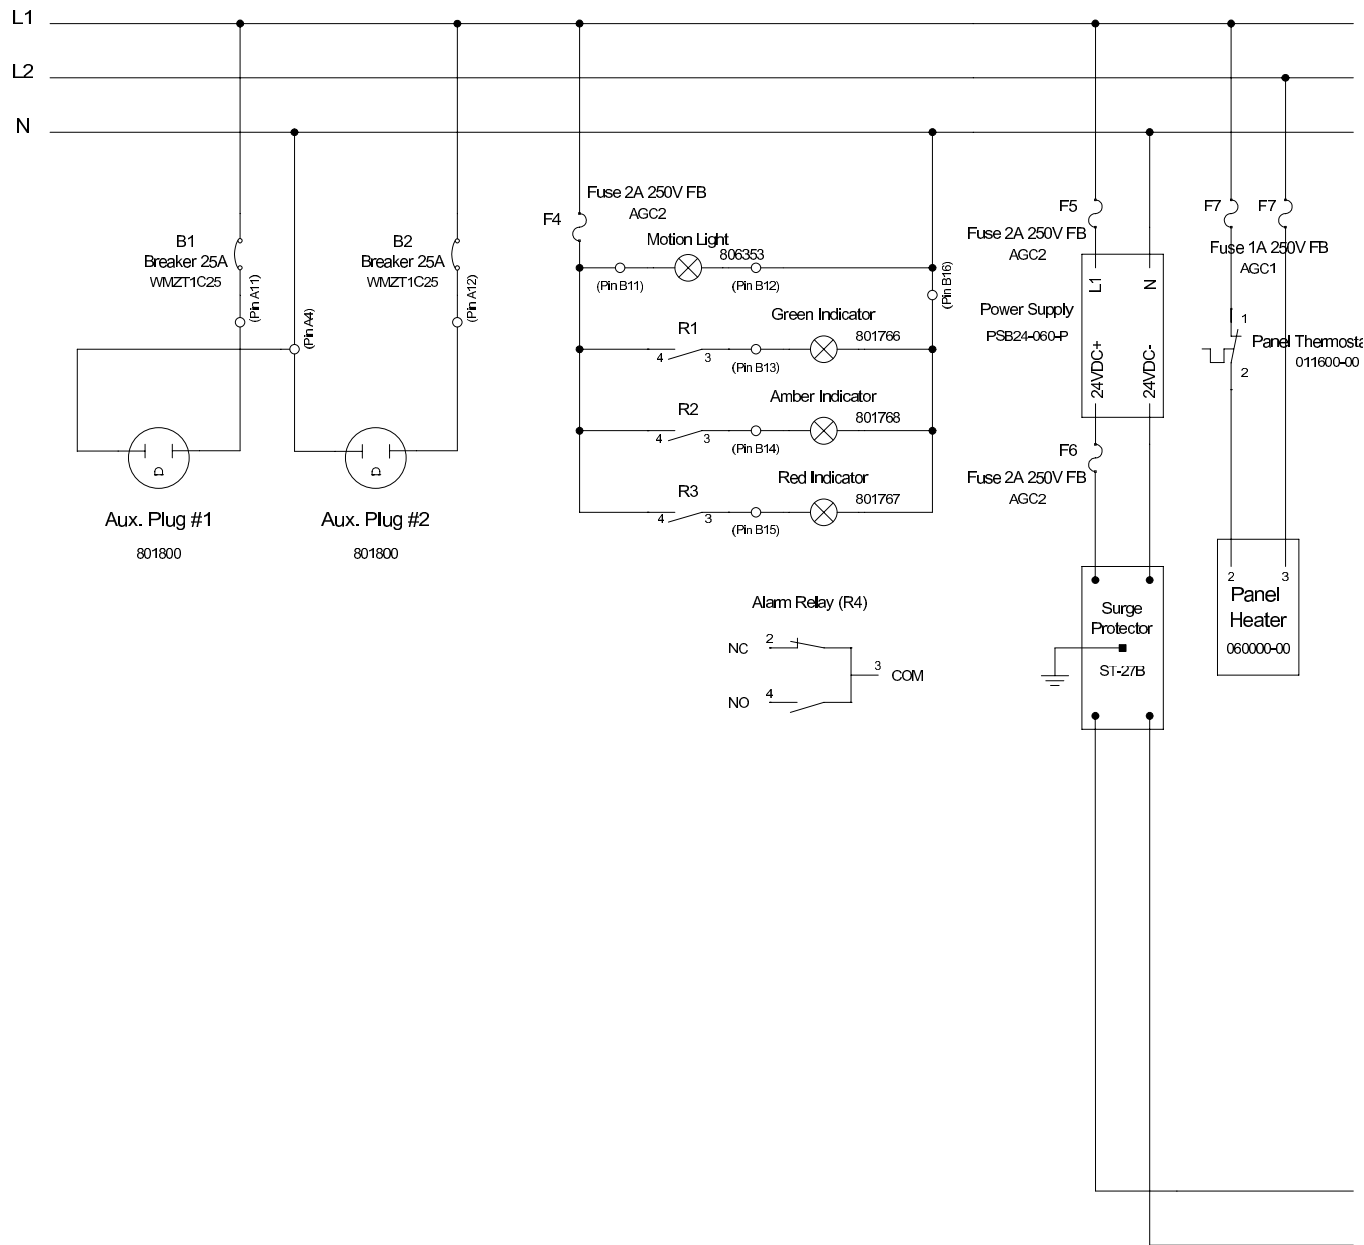 L1
L2
N
B1
Breaker 25A
WMZT1C25
(Pin A11)
(Pin A4)
B2
Breaker 25A
WMZT1C25
(Pin A12)
Aux. Plug #1
801800
Aux. Plug #2
801800
Fuse 2A 250V FB
AGC2
F4
Motion Light
806353
(Pin B11)
(Pin B12)
(Pin B16)
Green Indicator
R1
801766
4
3
(Pin B13)
Amber Indicator
R2
801768
4
3
(Pin B14)
Red Indicator
R3
801767
4
3
(Pin B15)
Alarm Relay (R4)
NC
2
3
COM
NO
4
F5
Fuse 2A 250V FB
AGC2
L1
N
Power Supply
PSB24-060-P
24VDC+
24VDC-
F6
Fuse 2A 250V FB
AGC2
Surge
Protector
ST-27B
F7
F7
Fuse 1A 250V FB
AGC1
1
Panel Thermosta
011600-00
2
2
3
Panel
Heater
060000-00